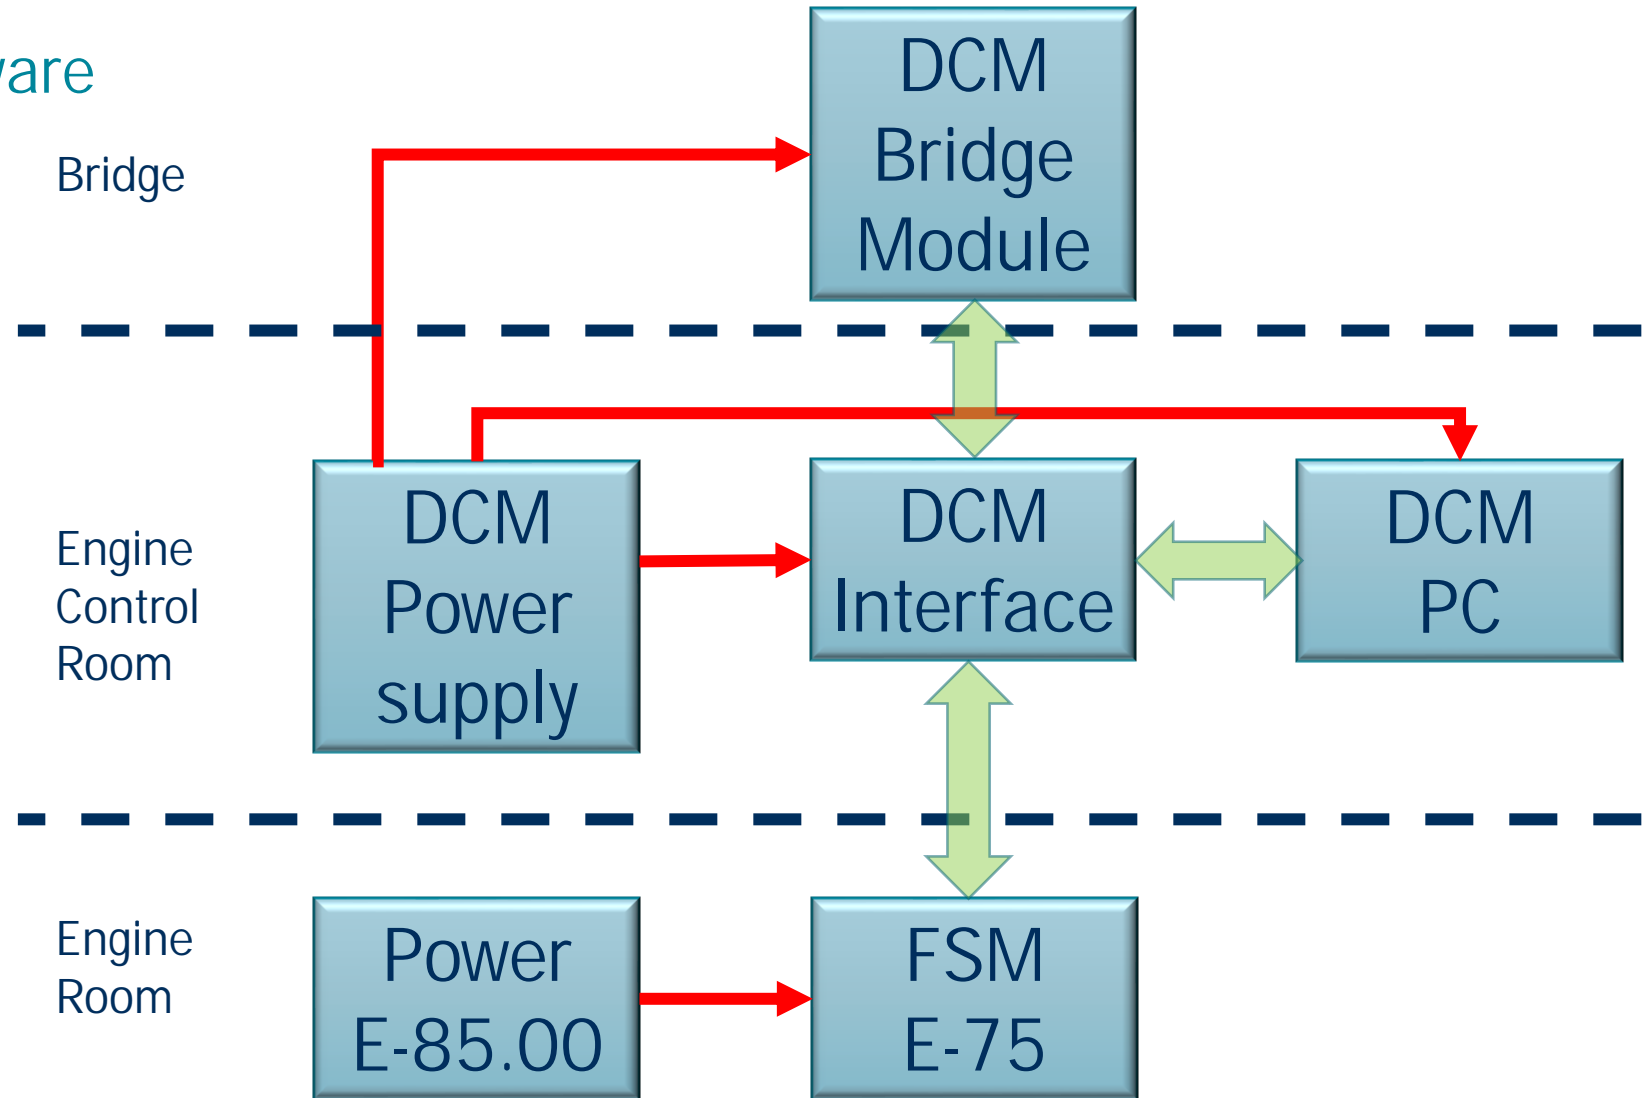 Bridge
DCM
Bridge
Module
Engine
Control
Room
DCM
Power
supply
DCM
Interface
DCM
PC
Engine
Room
Power
E-85.00
FSM
E-75